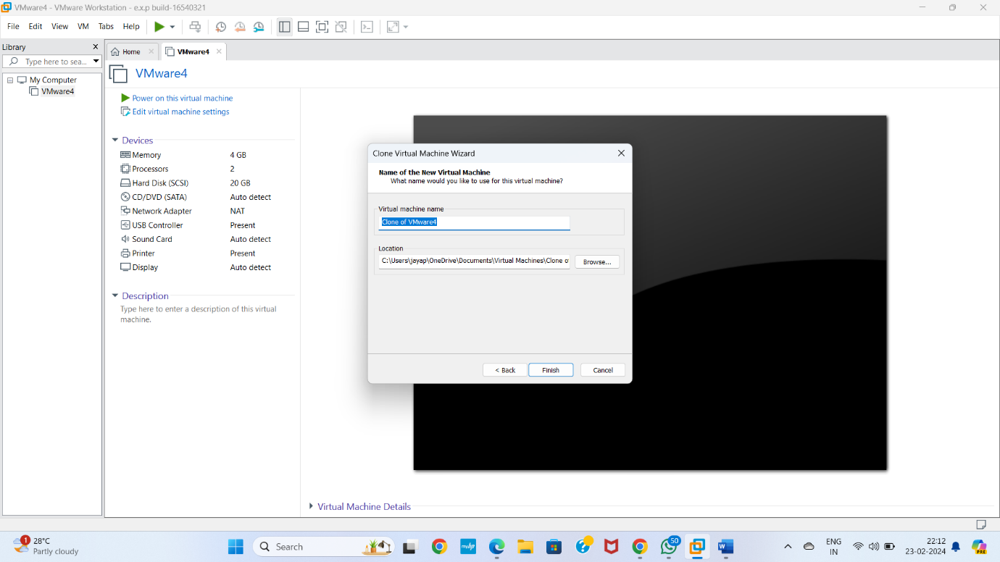 VMware4 - VMware Workstation - e.x.p build-16540321
File Edit View VM Tabs Help
Library
Type here to sea...
My Computer
VMware4
Home
VMware4
VMware4
Power on this virtual machine
Edit virtual machine settings
Devices
Memory 4 GB
Processors 2
Hard Disk (SCSI) 20 GB
CD/DVD (SATA) Auto detect
Network Adapter NAT
USB Controller Present
Sound Card Auto detect
Printer Present
Display Auto detect
Description
Type here to enter a description of this virtual
machine.
Clone Virtual Machine Wizard
Name of the New Virtual Machine
What name would you like to use for this virtual machine?
Virtual machine name
Clone of VMware4
Location
C:\Users\jayap\OneDrive\Documents\Virtual Machines\Clone o
Browse...
< Back Finish Cancel
Virtual Machine Details
1
28°C
Partly cloudy
Search
myhp
50
ENG
IN
22:12
23-02-2024
PRE